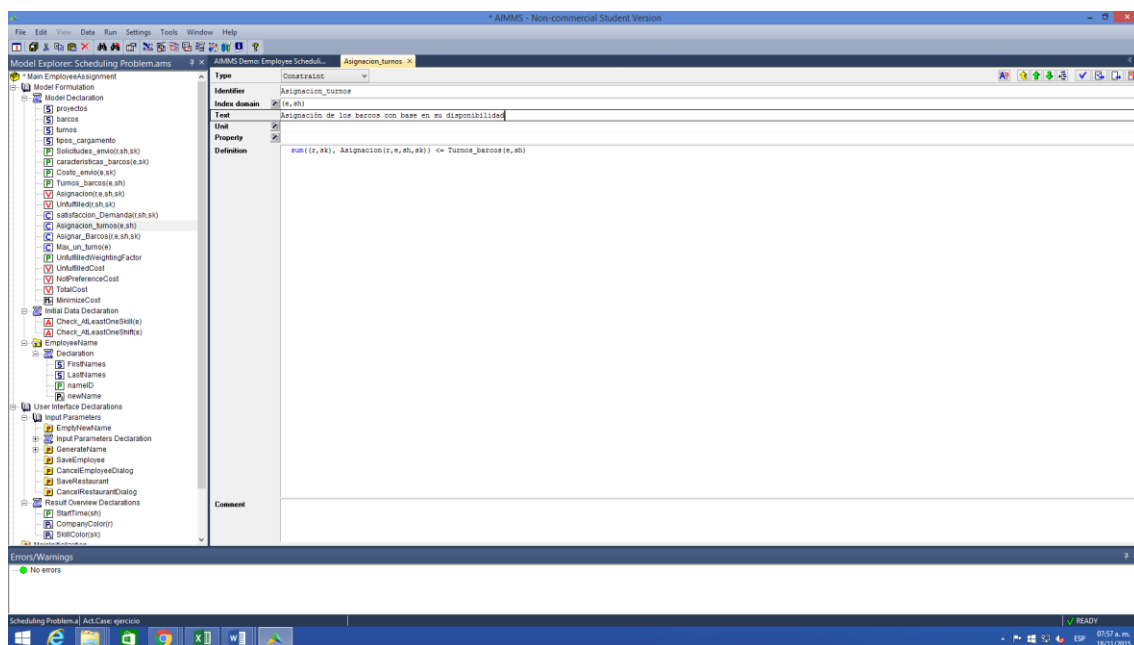 * AIMMS - Non-commercial Student Version
File Edit View Data Run Settings Tools Window Help
Model Explorer: Scheduling Problem.ams
* Main EmployeeAssignment
Model Formulation
Model Declaration
proyectos
barcos
turnos
tipos_cargamento
Solicitudes_envio(r,sh,sk)
caracteristicas_barcos(e,sk)
Costo_envio(e,sk)
Turnos_barcos(e,sh)
Asignacion(r,e,sh,sk)
Unfulfilled(r,sh,sk)
satisfaccion_Demanda(r,sh,sk)
Asignacion_turnos(e,sh)
Asignar_Barcos(r,e,sh,sk)
Max_un_turno(e)
UnfulfilledWeightingFactor
UnfulfilledCost
NotPreferenceCost
TotalCost
MinimizeCost
Initial Data Declaration
Check_AtLeastOneSkill(e)
Check_AtLeastOneShift(e)
EmployeeName
Declaration
FirstNames
LastNames
nameID
newName
User Interface Declarations
Input Parameters
EmptyNewName
Input Parameters Declaration
GenerateName
SaveEmployee
CancelEmployeeDialog
SaveRestaurant
CancelRestaurantDialog
Result Overview Declarations
StartTime(sh)
CompanyColor(r)
SkillColor(sk)
AIMMS Demo: Employee Scheduli... Asignacion_turnos
Type Constraint
Identifier Asignacion_turnos
Index domain (e,sh)
Text Asignación de los barcos con base en su disponibilidad
Unit
Property
Definition sum((r,sk), Asignacion(r,e,sh,sk)) <= Turnos_barcos(e,sh)
Comment
Errors/Warnings
No errors
Scheduling Problem.a Act.Case: ejercicio READY
ESP 07:57 a. m.
18/11/2015